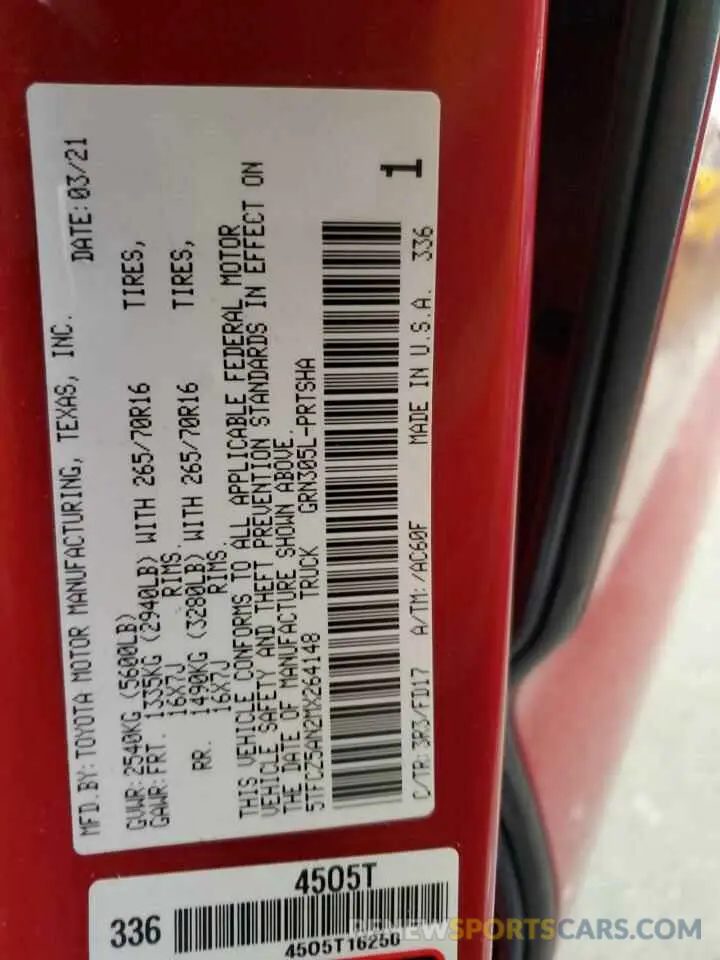 MFD.BY:TOYOTA MOTOR MANUFACTURING, TEXAS, INC. DATE:03/21
GVWR:2540KG (5600LB)
GAWR:FRT. 1335KG (2940LB) WITH 265/70R16 TIRES,
16X7J RIMS.
RR. 1490KG (3280LB) WITH 265/70R16 TIRES,
16X7J RIMS.
THIS VEHICLE CONFORMS TO ALL APPLICABLE FEDERAL MOTOR
VEHICLE SAFETY AND THEFT PREVENTION STANDARDS IN EFFECT ON
THE DATE OF MANUFACTURE SHOWN ABOVE.
5TFCZ5AN2MX264148 TRUCK GRN305L-PRTSHA
1
C/TR:3R3/FD17 A/TM:/AC60F MADE IN U.S.A. 336
4505T
336
4505T16250
RENEWSPORTSCARS.COM